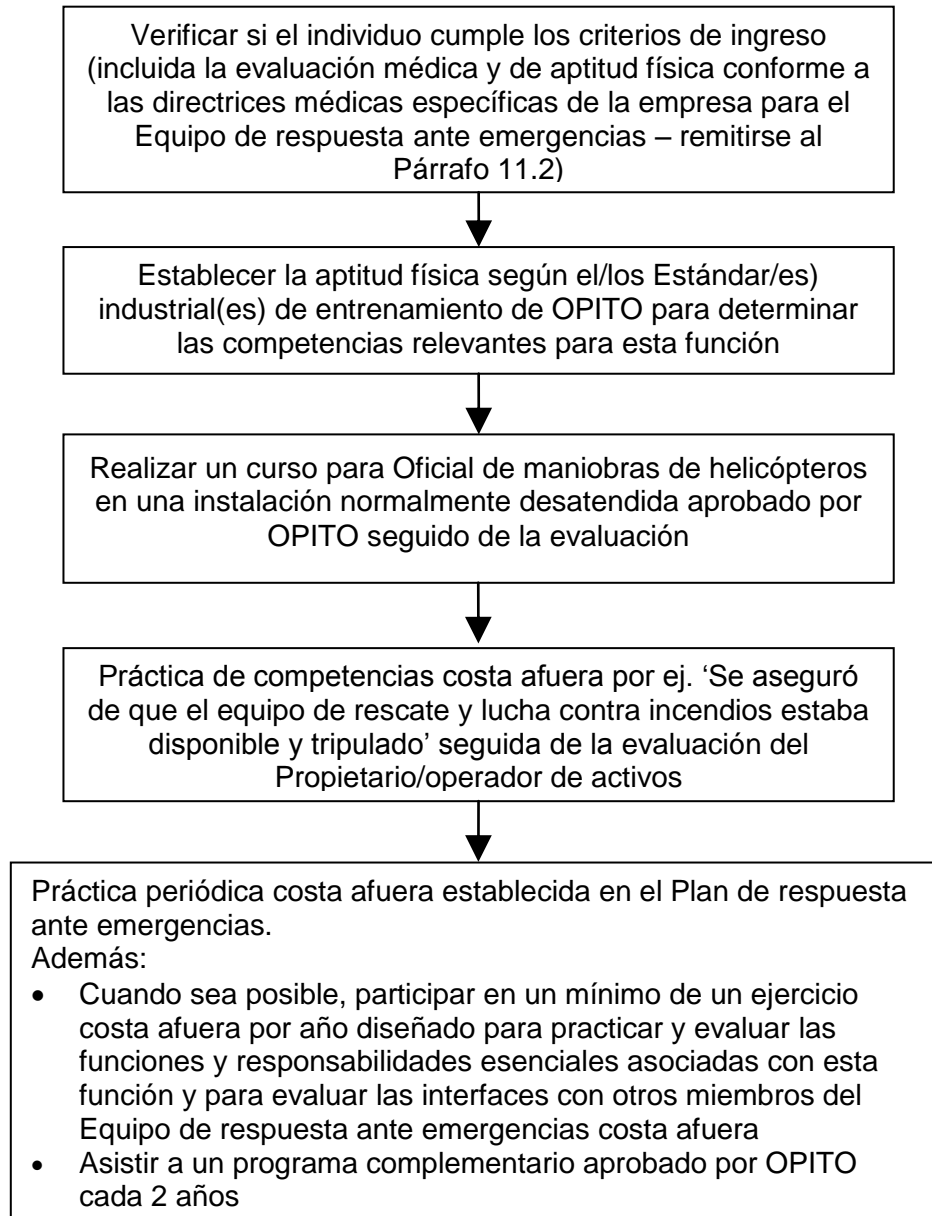 Verificar si el individuo cumple los criterios de ingreso
(incluida la evaluación médica y de aptitud física conforme a
las directrices médicas específicas de la empresa para el
Equipo de respuesta ante emergencias – remitirse al
Párrafo 11.2)
Establecer la aptitud física según el/los Estándar/es)
industrial(es) de entrenamiento de OPITO para determinar
las competencias relevantes para esta función
Realizar un curso para Oficial de maniobras de helicópteros
en una instalación normalmente desatendida aprobado por
OPITO seguido de la evaluación
Práctica de competencias costa afuera por ej. ‘Se aseguró
de que el equipo de rescate y lucha contra incendios estaba
disponible y tripulado’ seguida de la evaluación del
Propietario/operador de activos
Práctica periódica costa afuera establecida en el Plan de respuesta
ante emergencias.
Además:
• Cuando sea posible, participar en un mínimo de un ejercicio
costa afuera por año diseñado para practicar y evaluar las
funciones y responsabilidades esenciales asociadas con esta
función y para evaluar las interfaces con otros miembros del
Equipo de respuesta ante emergencias costa afuera
• Asistir a un programa complementario aprobado por OPITO
cada 2 años